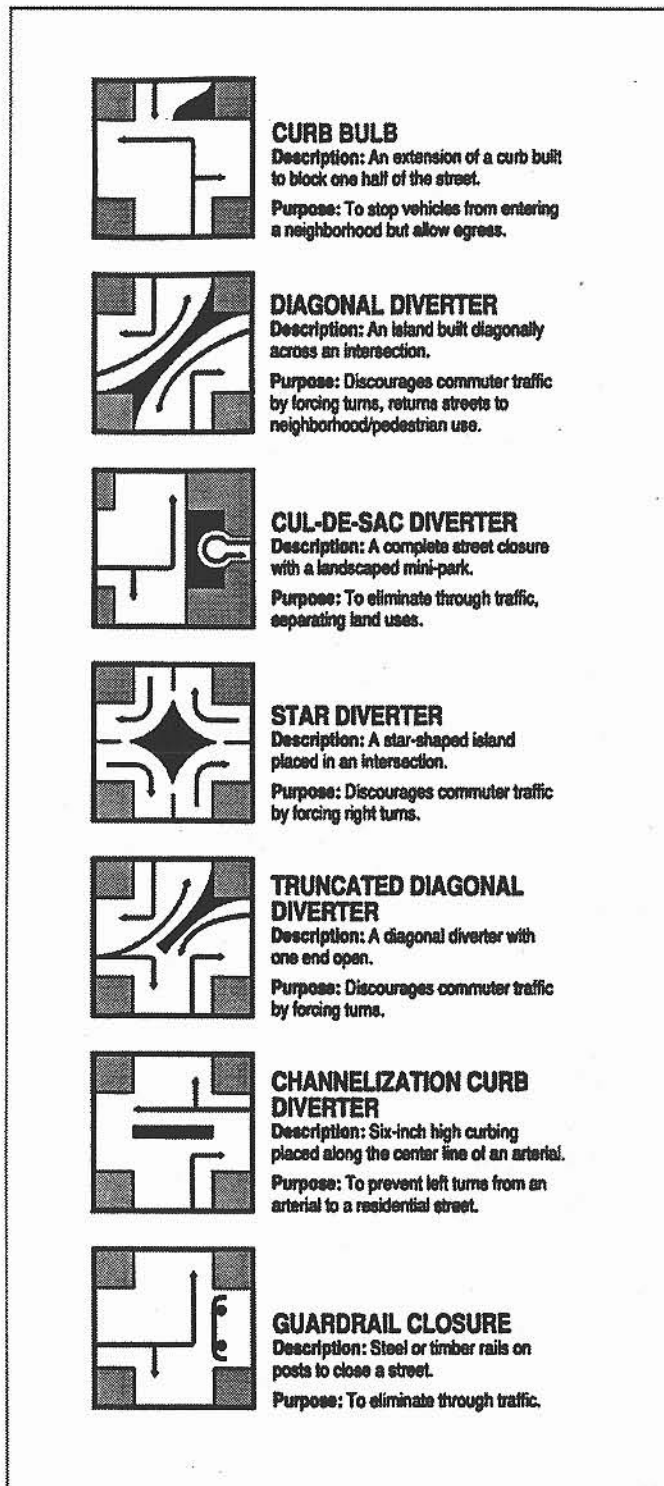 CURB BULB
Description: An extension of a curb built
to block one half of the street.
Purpose: To stop vehicles from entering
a neighborhood but allow egress.
DIAGONAL DIVERTER
Description: An island built diagonally
across an intersection.
Purpose: Discourages commuter traffic
by forcing turns, returns streets to
neighborhood/pedestrian use.
CUL-DE-SAC DIVERTER
Description: A complete street closure
with a landscaped mini-park.
Purpose: To eliminate through traffic,
separating land uses.
STAR DIVERTER
Description: A star-shaped island
placed in an intersection.
Purpose: Discourages commuter traffic
by forcing right turns.
TRUNCATED DIAGONAL
DIVERTER
Description: A diagonal diverter with
one end open.
Purpose: Discourages commuter traffic
by forcing turns.
CHANNELIZATION CURB
DIVERTER
Description: Six-inch high curbing
placed along the center line of an arterial.
Purpose: To prevent left turns from an
arterial to a residential street.
GUARDRAIL CLOSURE
Description: Steel or timber rails on
posts to close a street.
Purpose: To eliminate through traffic.